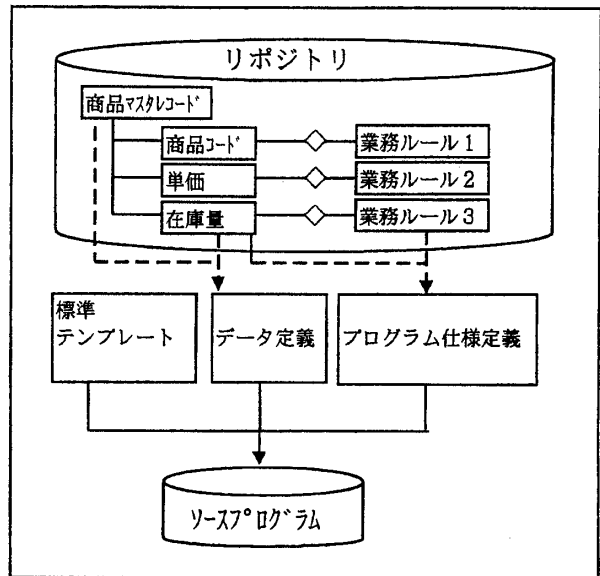 リポジトリ
商品ﾏｽﾀﾚｺｰﾄﾞ
商品ｺｰﾄﾞ
業務ルール1
単価
業務ルール2
在庫量
業務ルール3
標準
テンプレート
データ定義
プログラム仕様定義
ｿｰｽﾌﾟﾛｸﾞﾗﾑ